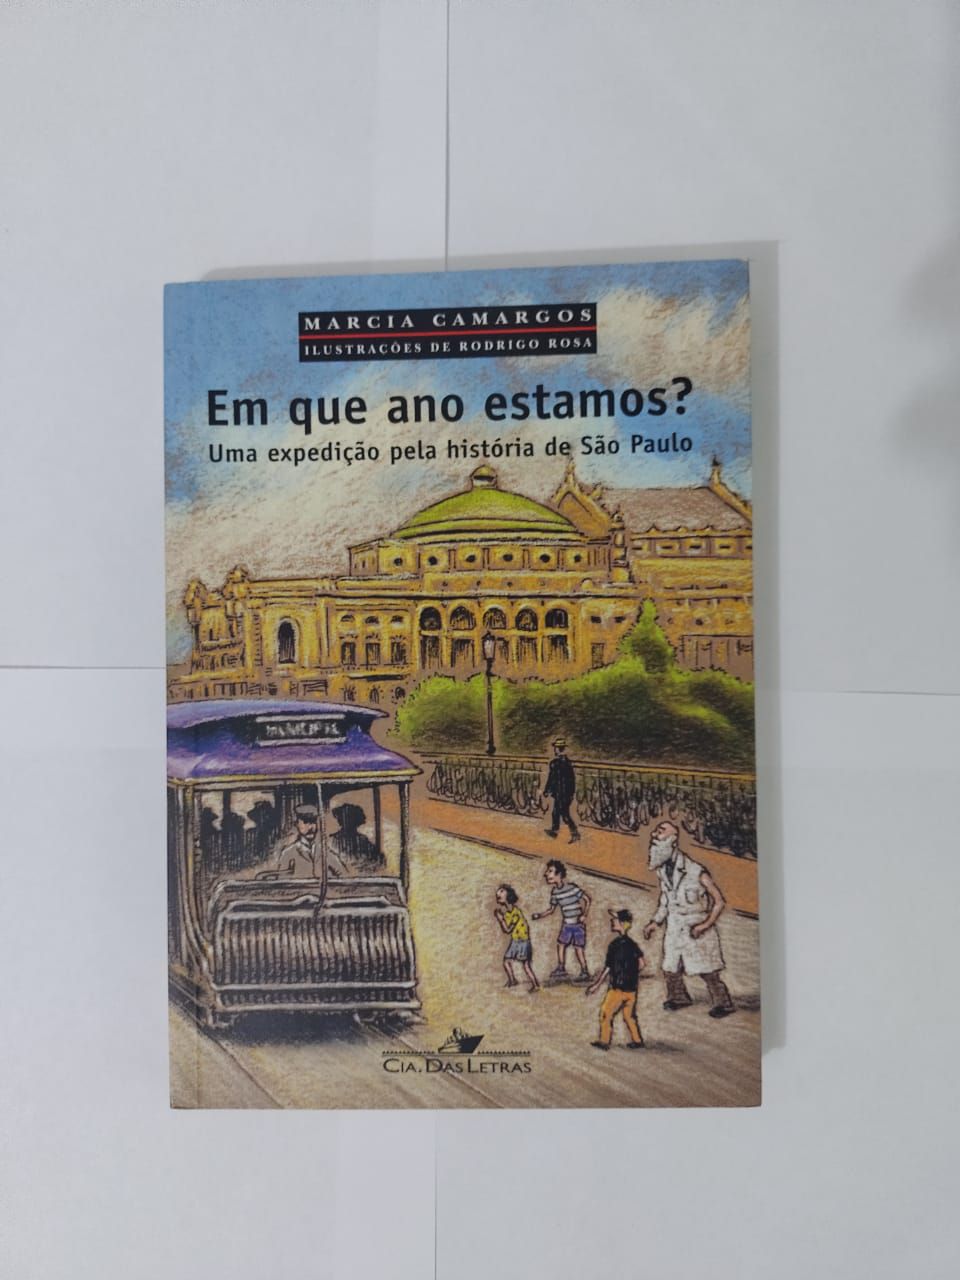 MARCIA CAMARGOS
ILUSTRAÇÕES DE RODRIGO ROSA
Em que ano estamos?
Uma expedição pela história de São Paulo
MUNICIPAL
CIA. DAS LETRAS